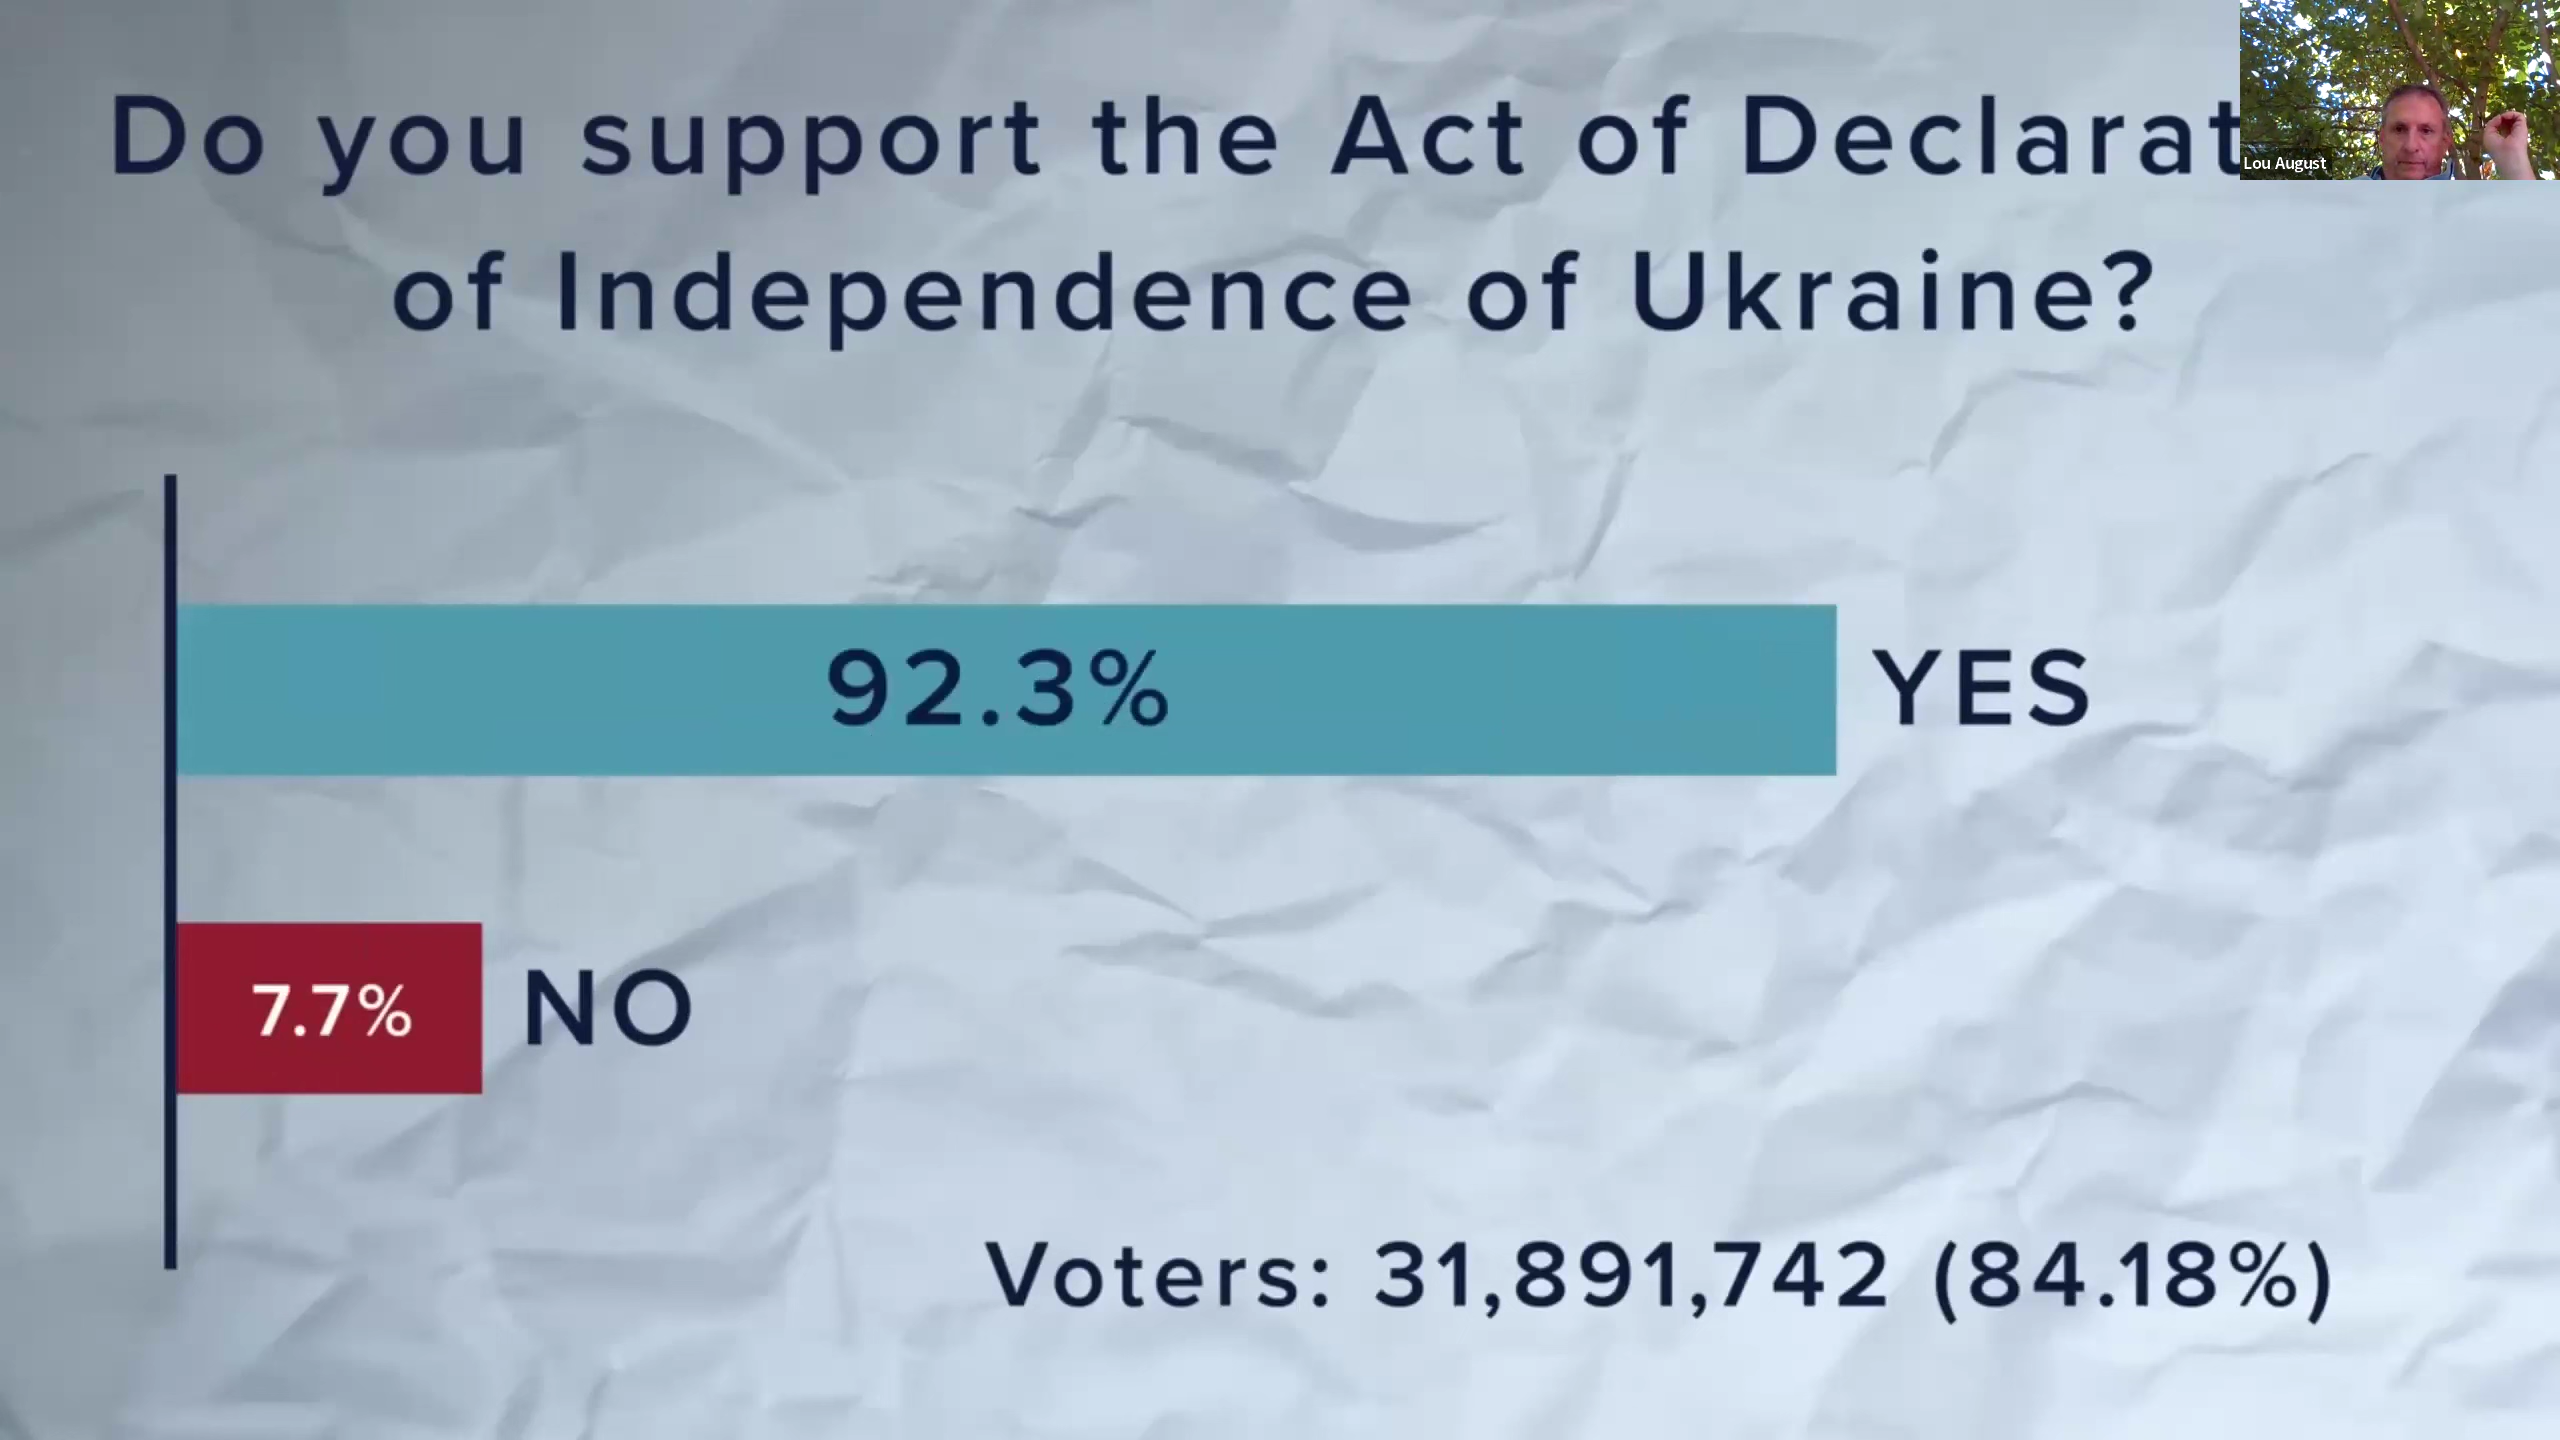 Do you support the Act of Declarat
of Independence of Ukraine?
Lou August
92.3%
YES
7.7%
NO
Voters: 31,891,742 (84.18%)